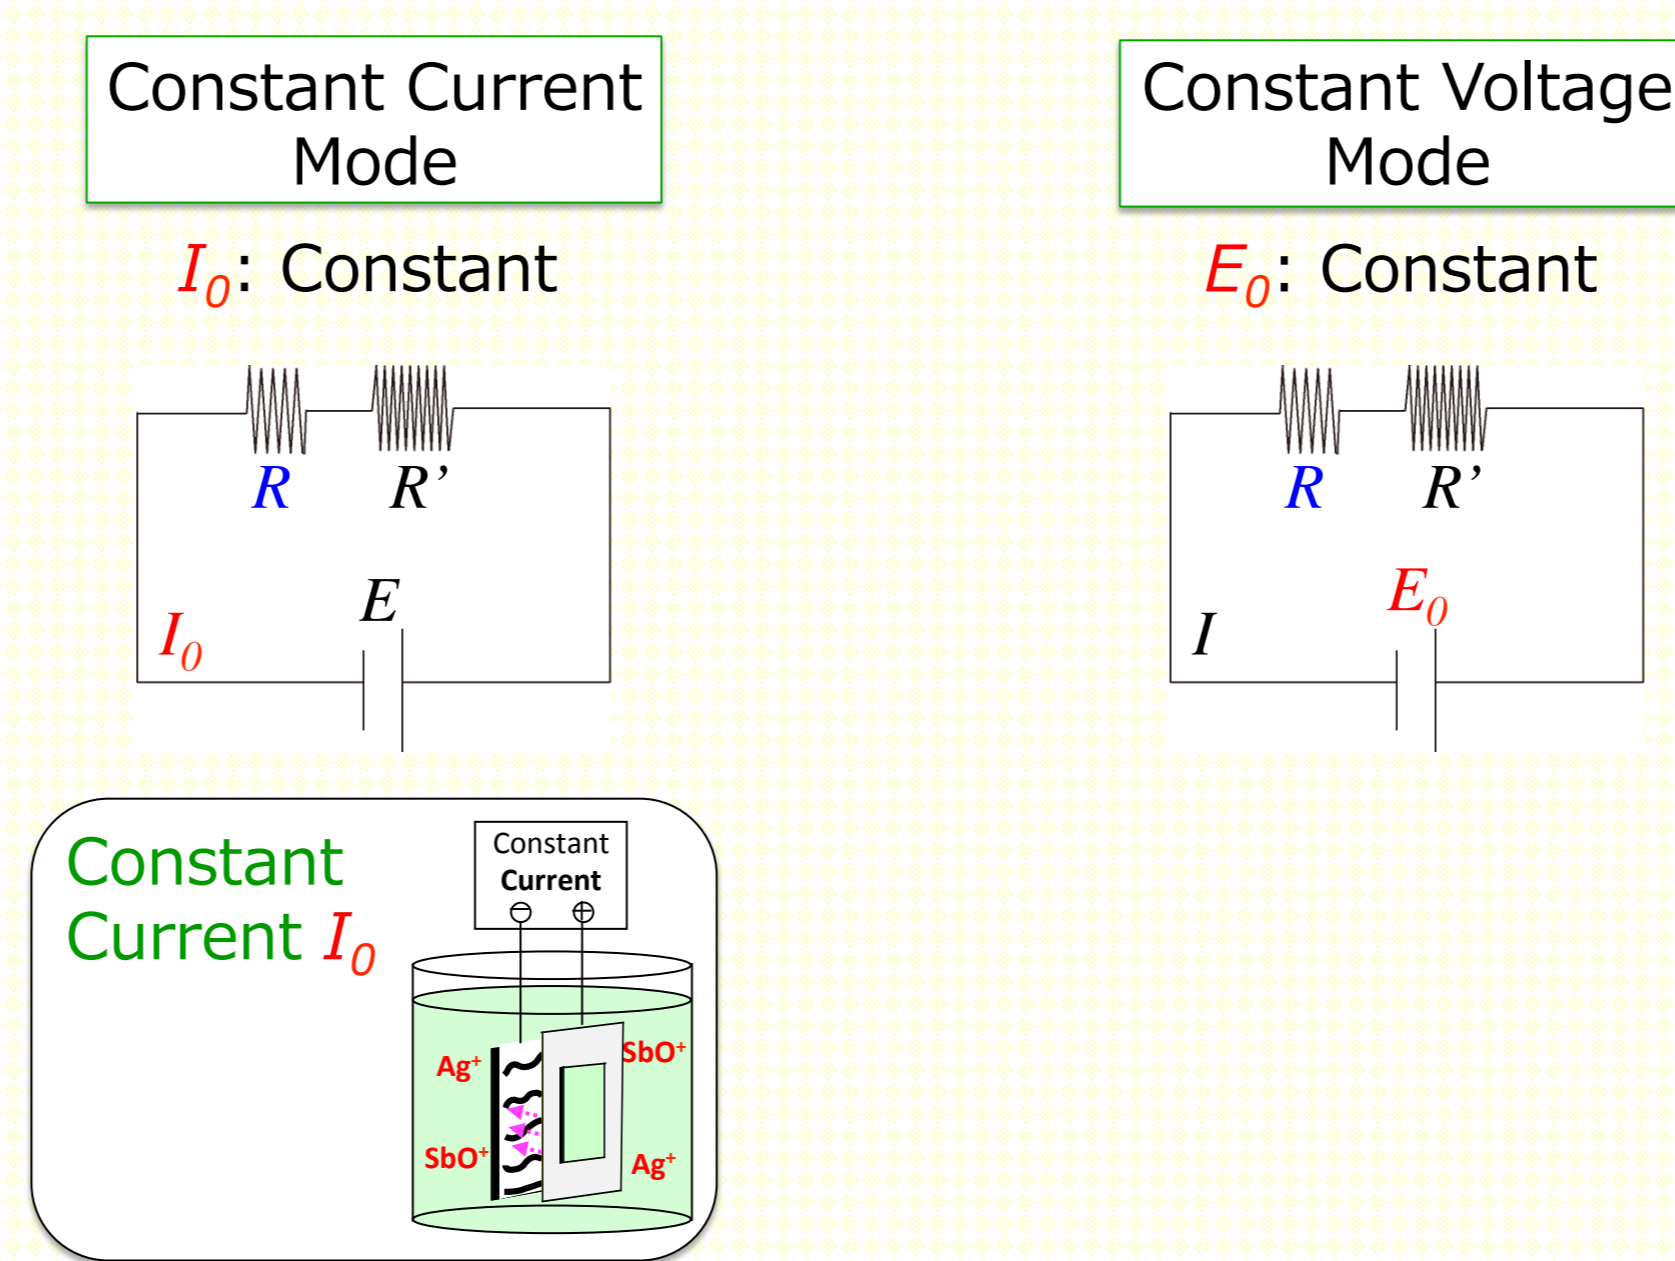 Constant Current
Mode
I₀: Constant
R R’
E
I₀
Constant Voltage
Mode
E₀: Constant
R R’
E₀
I
Constant
Current I₀
Constant
Current
⊖ ⊕
Ag⁺
SbO⁺
SbO⁺
Ag⁺